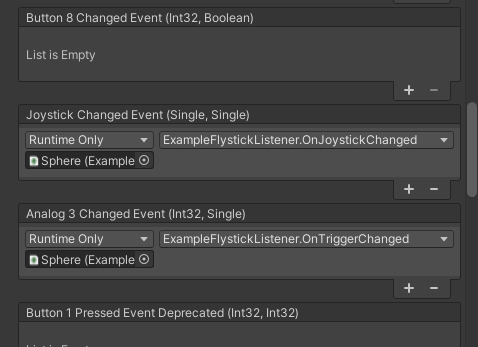 Button 8 Changed Event (Int32, Boolean)
List is Empty
Joystick Changed Event (Single, Single)
Runtime Only ExampleFlystickListener.OnJoystickChanged
Sphere (Example
Analog 3 Changed Event (Int32, Single)
Runtime Only ExampleFlystickListener.OnTriggerChanged
Sphere (Example
Button 1 Pressed Event Deprecated (Int32, Int32)